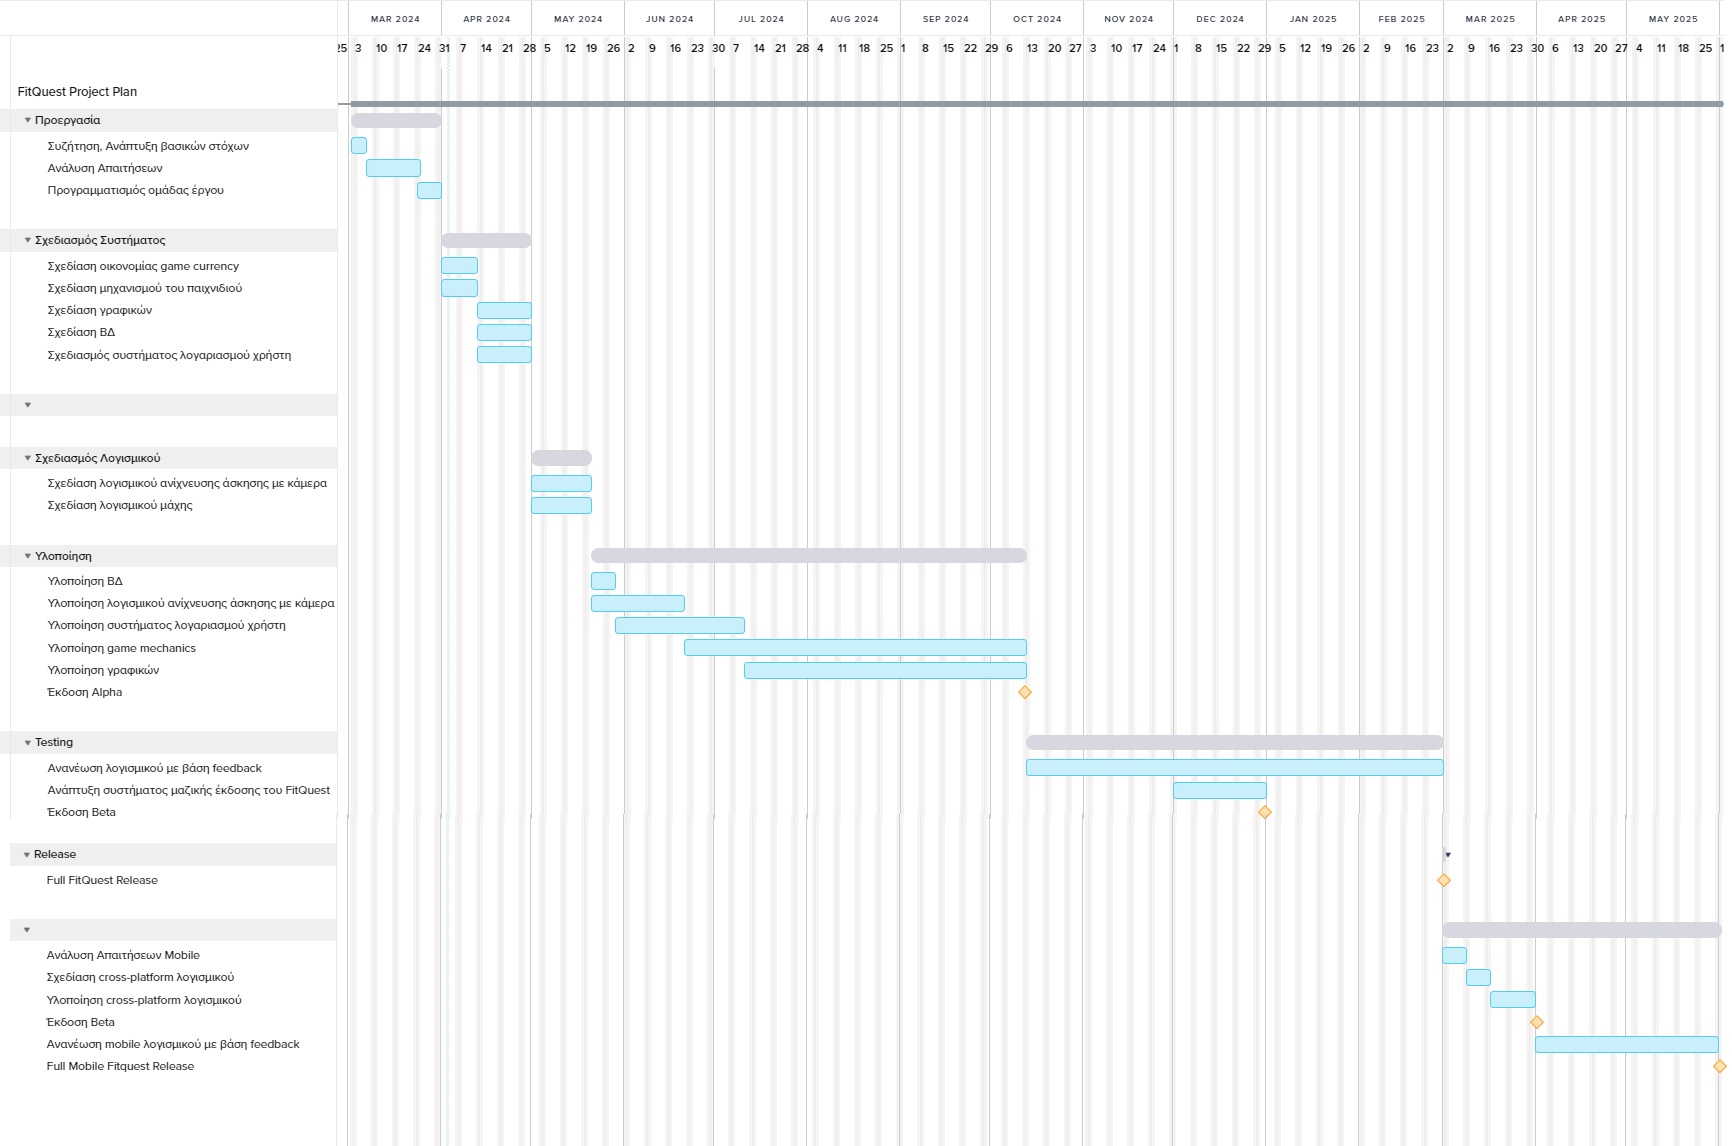 MAR 2024 APR 2024 MAY 2024 JUN 2024 JUL 2024 AUG 2024 SEP 2024 OCT 2024 NOV 2024 DEC 2024 JAN 2025 FEB 2025 MAR 2025 APR 2025 MAY 2025
25 3 10 17 24 31 7 14 21 28 5 12 19 26 2 9 16 23 30 7 14 21 28 4 11 18 25 1 8 15 22 29 6 13 20 27 3 10 17 24 1 8 15 22 29 5 12 19 26 2 9 16 23 2 9 16 23 30 6 13 20 27 4 11 18 25 1
FitQuest Project Plan
Προεργασία
Συζήτηση, Ανάπτυξη βασικών στόχων
Ανάλυση Απαιτήσεων
Προγραμματισμός ομάδας έργου
Σχεδιασμός Συστήματος
Σχεδίαση οικονομίας game currency
Σχεδίαση μηχανισμού του παιχνιδιού
Σχεδίαση γραφικών
Σχεδίαση ΒΔ
Σχεδιασμός συστήματος λογαριασμού χρήστη
Σχεδιασμός Λογισμικού
Σχεδίαση λογισμικού ανίχνευσης άσκησης με κάμερα
Σχεδίαση λογισμικού μάχης
Υλοποίηση
Υλοποίηση ΒΔ
Υλοποίηση λογισμικού ανίχνευσης άσκησης με κάμερα
Υλοποίηση συστήματος λογαριασμού χρήστη
Υλοποίηση game mechanics
Υλοποίηση γραφικών
Έκδοση Alpha
Testing
Ανανέωση λογισμικού με βάση feedback
Ανάπτυξη συστήματος μαζικής έκδοσης του FitQuest
Έκδοση Beta
Release
Full FitQuest Release
Ανάλυση Απαιτήσεων Mobile
Σχεδίαση cross-platform λογισμικού
Υλοποίηση cross-platform λογισμικού
Έκδοση Beta
Ανανέωση mobile λογισμικού με βάση feedback
Full Mobile Fitquest Release